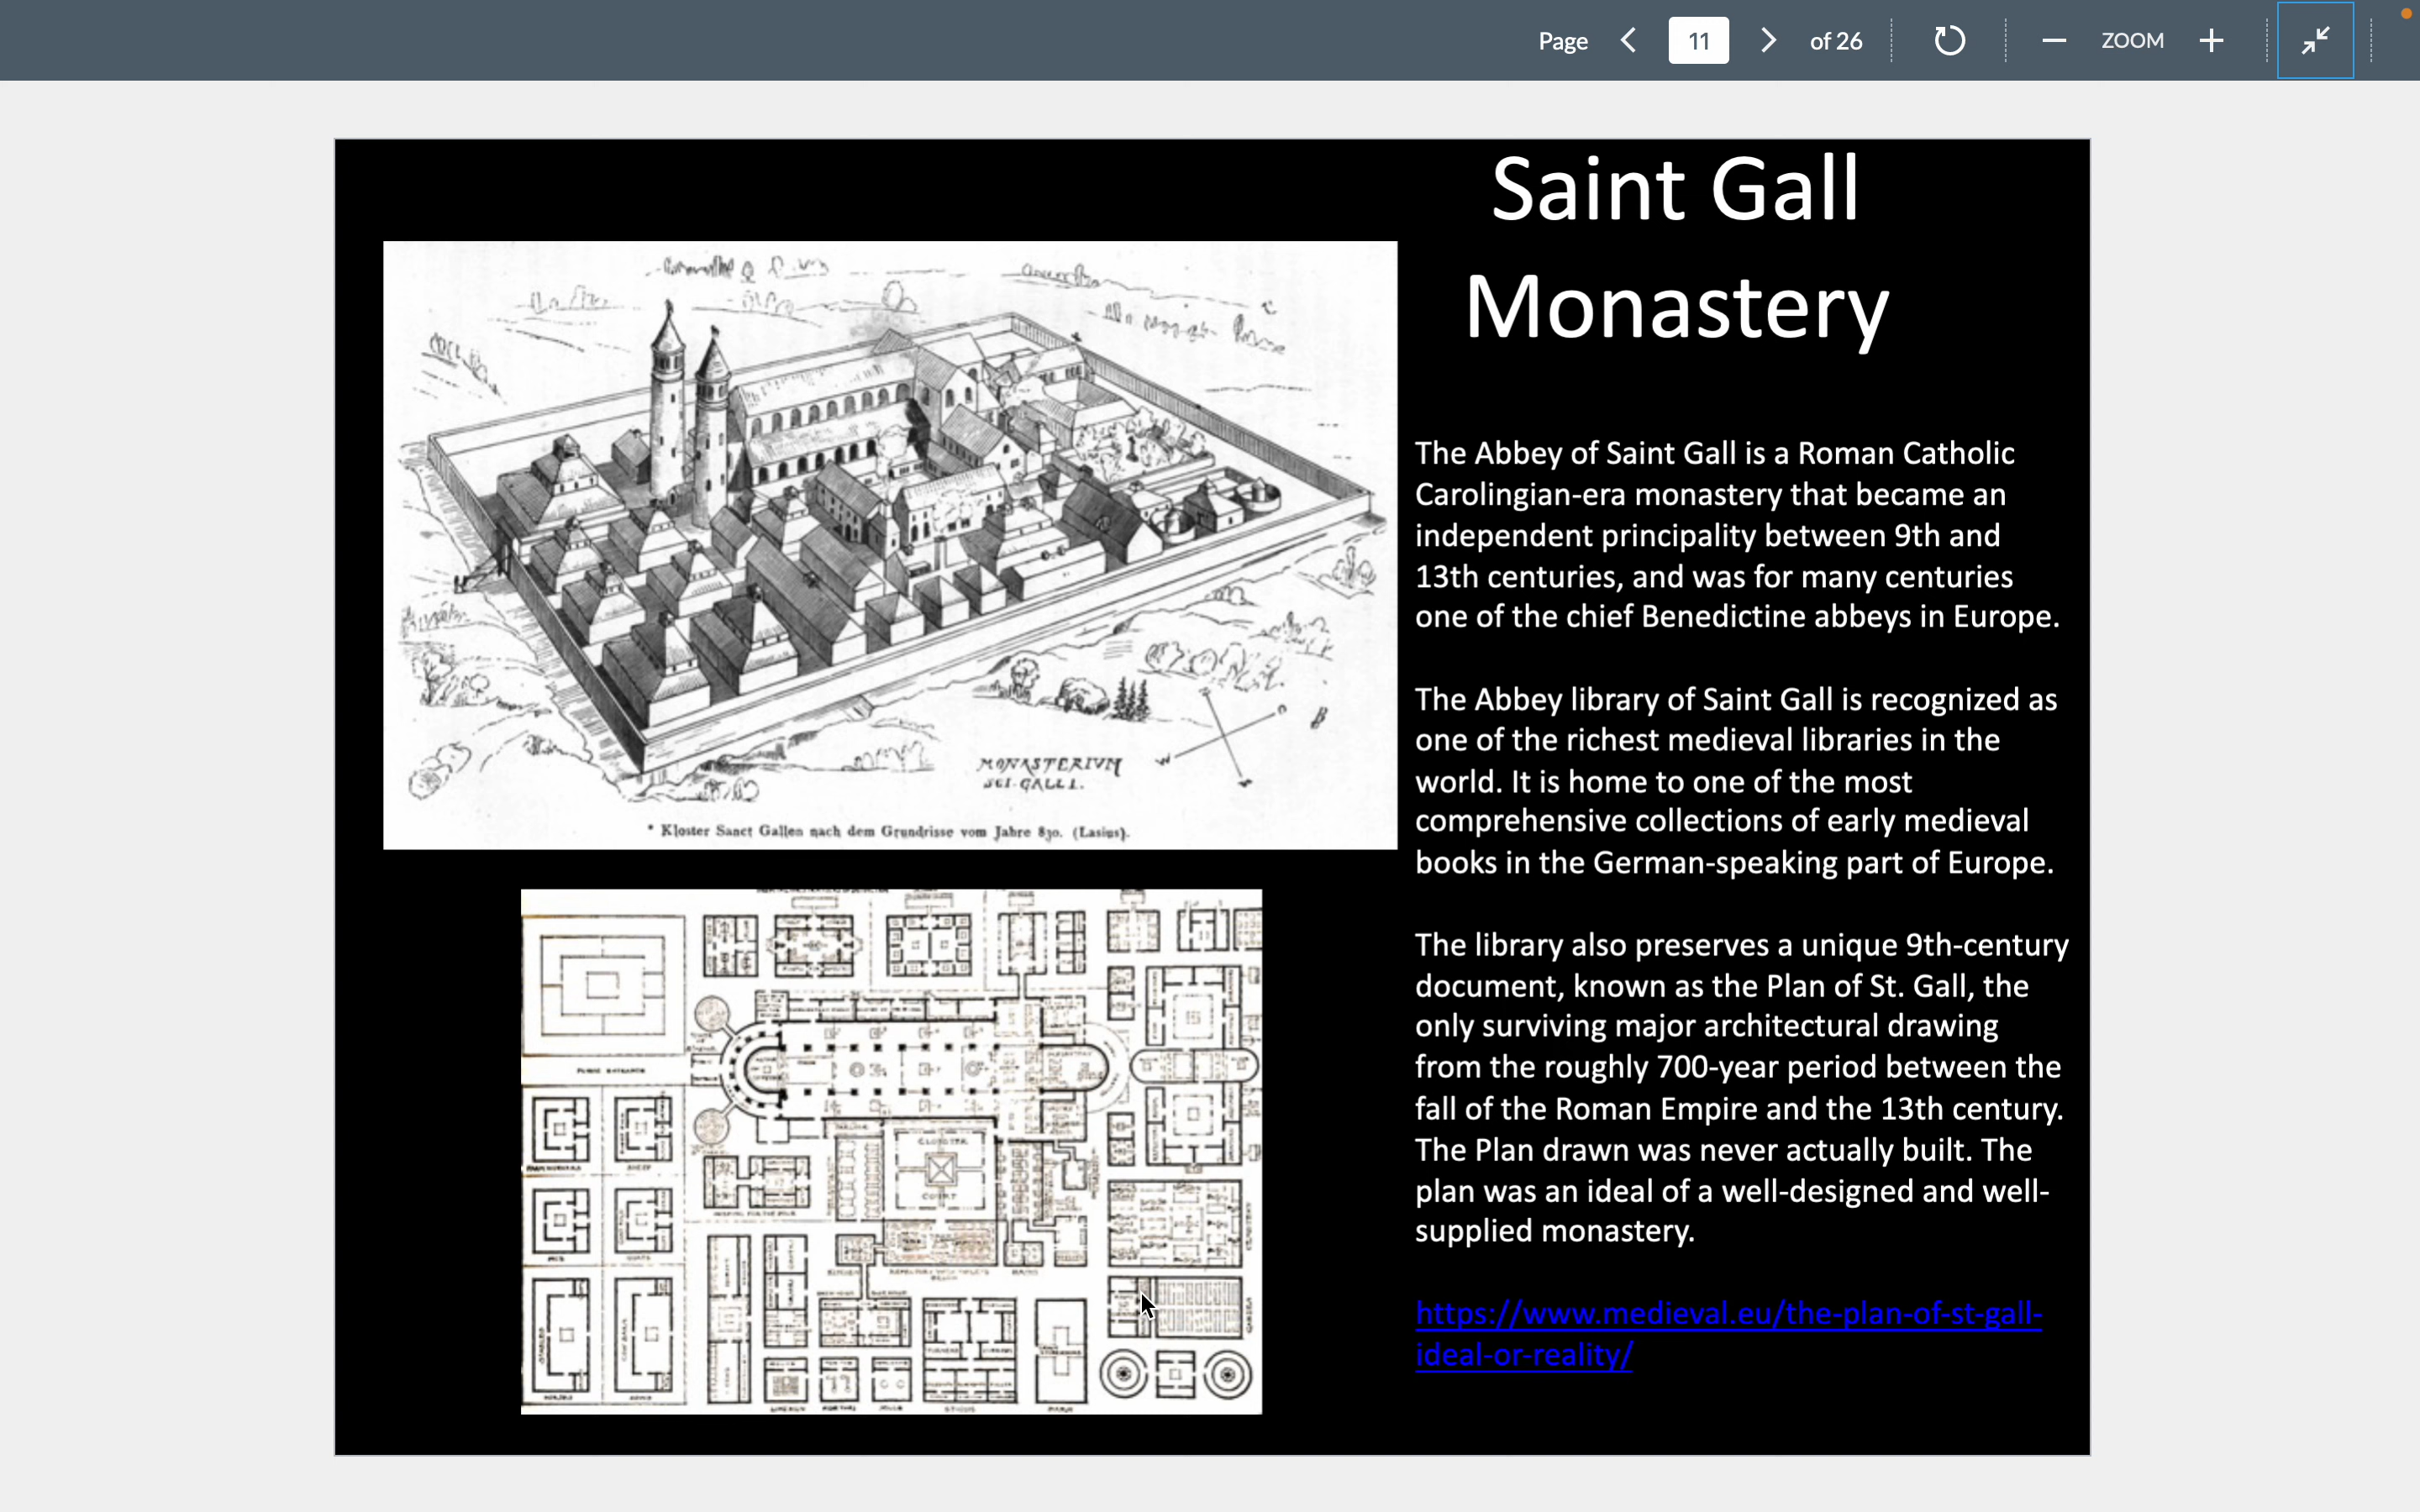 Page 11 of 26 ZOOM
Saint Gall
Monastery
The Abbey of Saint Gall is a Roman Catholic
Carolingian-era monastery that became an
independent principality between 9th and
13th centuries, and was for many centuries
one of the chief Benedictine abbeys in Europe.
The Abbey library of Saint Gall is recognized as
one of the richest medieval libraries in the
world. It is home to one of the most
comprehensive collections of early medieval
books in the German-speaking part of Europe.
The library also preserves a unique 9th-century
document, known as the Plan of St. Gall, the
only surviving major architectural drawing
from the roughly 700-year period between the
fall of the Roman Empire and the 13th century.
The Plan drawn was never actually built. The
plan was an ideal of a well-designed and well-
supplied monastery.
https://www.medieval.eu/the-plan-of-st-gall-
ideal-or-reality/
MONASTERIVM
SCI·GALLI.
W
* Kloster Sanct Gallen nach dem Grundrisse vom Jahre 830. (Lasius).
PUBLIC ENTRANCE
CLOISTER
COURT
KITCHEN